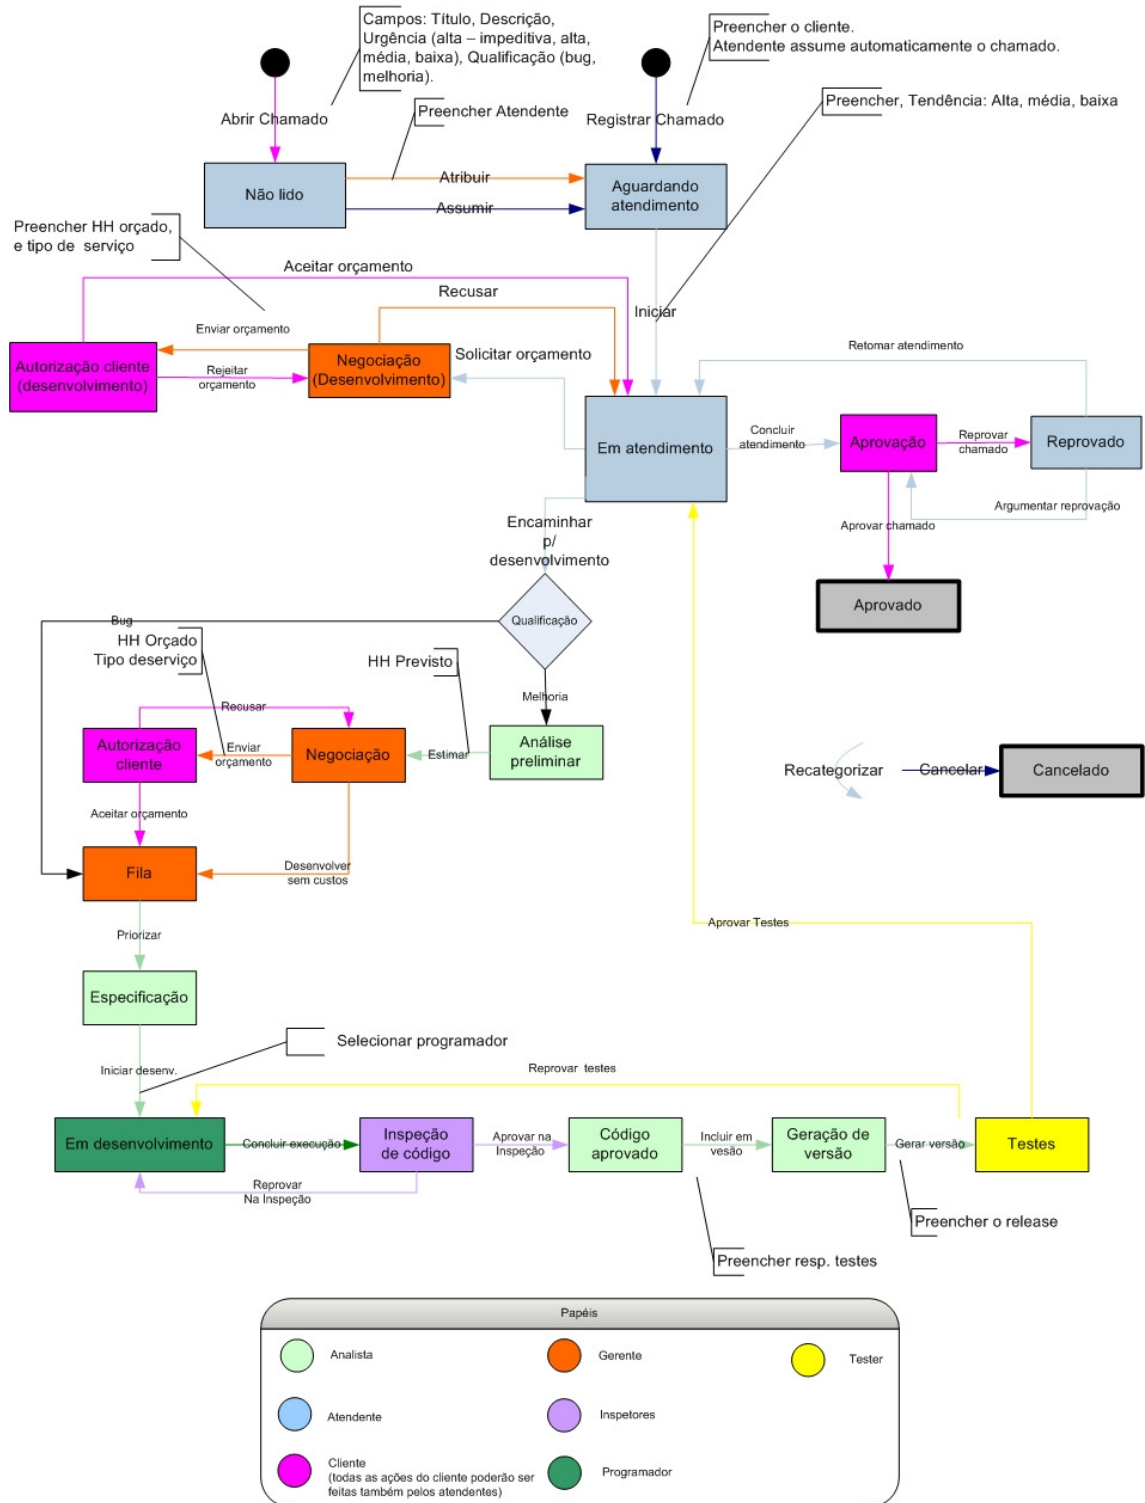 Campos: Título, Descrição,
Urgência (alta – impeditiva, alta,
média, baixa), Qualificação (bug,
melhoria).
Preencher o cliente.
Atendente assume automaticamente o chamado.
Preencher Atendente
Preencher, Tendência: Alta, média, baixa
Abrir Chamado
Registrar Chamado
Não lido
Atribuir
Assumir
Aguardando
atendimento
Preencher HH orçado,
e tipo de serviço
Aceitar orçamento
Recusar
Iniciar
Enviar orçamento
Autorização cliente
(desenvolvimento)
Rejeitar
orçamento
Negociação
(Desenvolvimento)
Solicitar orçamento
Retomar atendimento
Em atendimento
Concluir
atendimento
Aprovação
Reprovar
chamado
Reprovado
Argumentar reprovação
Aprovar chamado
Aprovado
Encaminhar
p/
desenvolvimento
Qualificação
Bug
HH Orçado
Tipo deserviço
HH Previsto
Melhoria
Recusar
Autorização
cliente
Enviar
orçamento
Negociação
Estimar
Análise
preliminar
Recategorizar
Cancelar
Cancelado
Aceitar orçamento
Fila
Desenvolver
sem custos
Priorizar
Aprovar Testes
Especificação
Selecionar programador
Iniciar desenv.
Reprovar testes
Em desenvolvimento
Concluir execução
Inspeção
de código
Aprovar na
Inspeção
Código
aprovado
Incluir em
vesão
Geração de
versão
Gerar versão
Testes
Reprovar
Na Inspeção
Preencher o release
Preencher resp. testes
Papéis
Analista
Gerente
Tester
Atendente
Inspetores
Cliente
(todas as ações do cliente poderão ser
feitas também pelos atendentes)
Programador